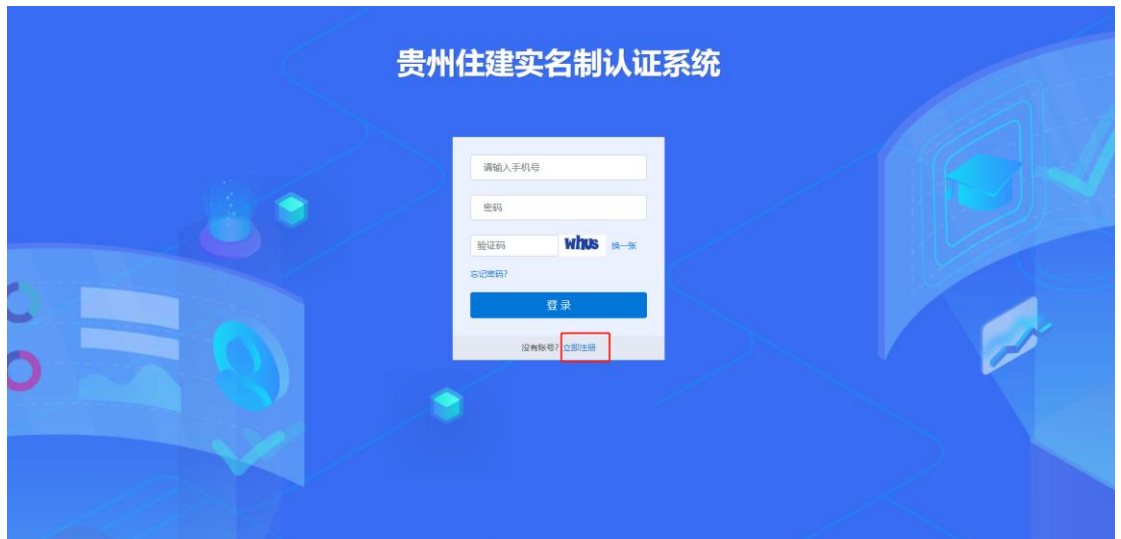 贵州住建实名制认证系统
请输入手机号
密码
验证码 whus 换一张
忘记密码?
登 录
没有账号? 立即注册